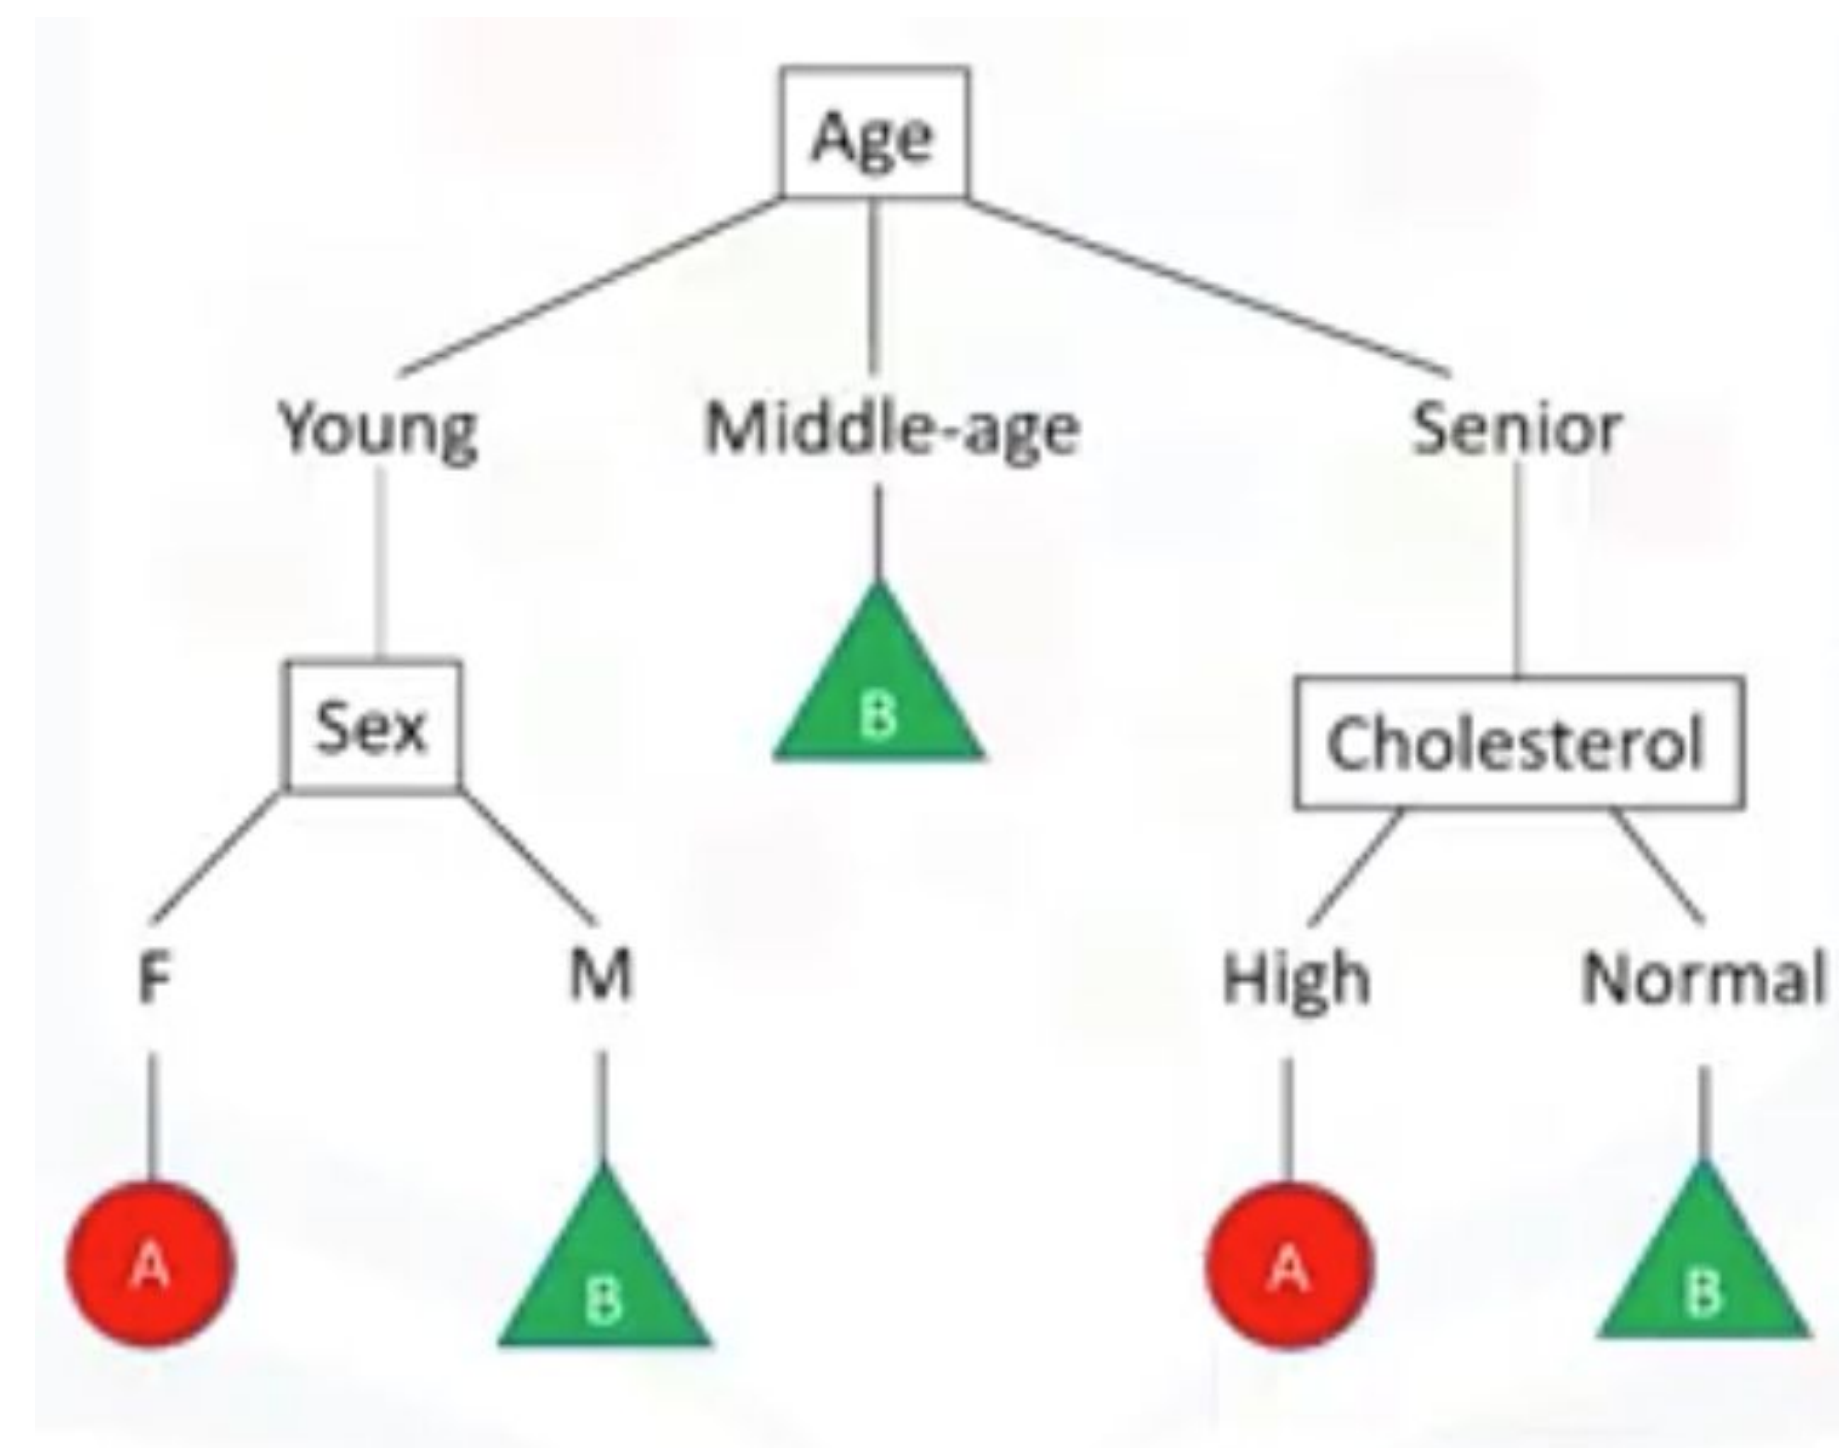 Age
Young Middle-age Senior
B
Sex
Cholesterol
F M High Normal
A B A B